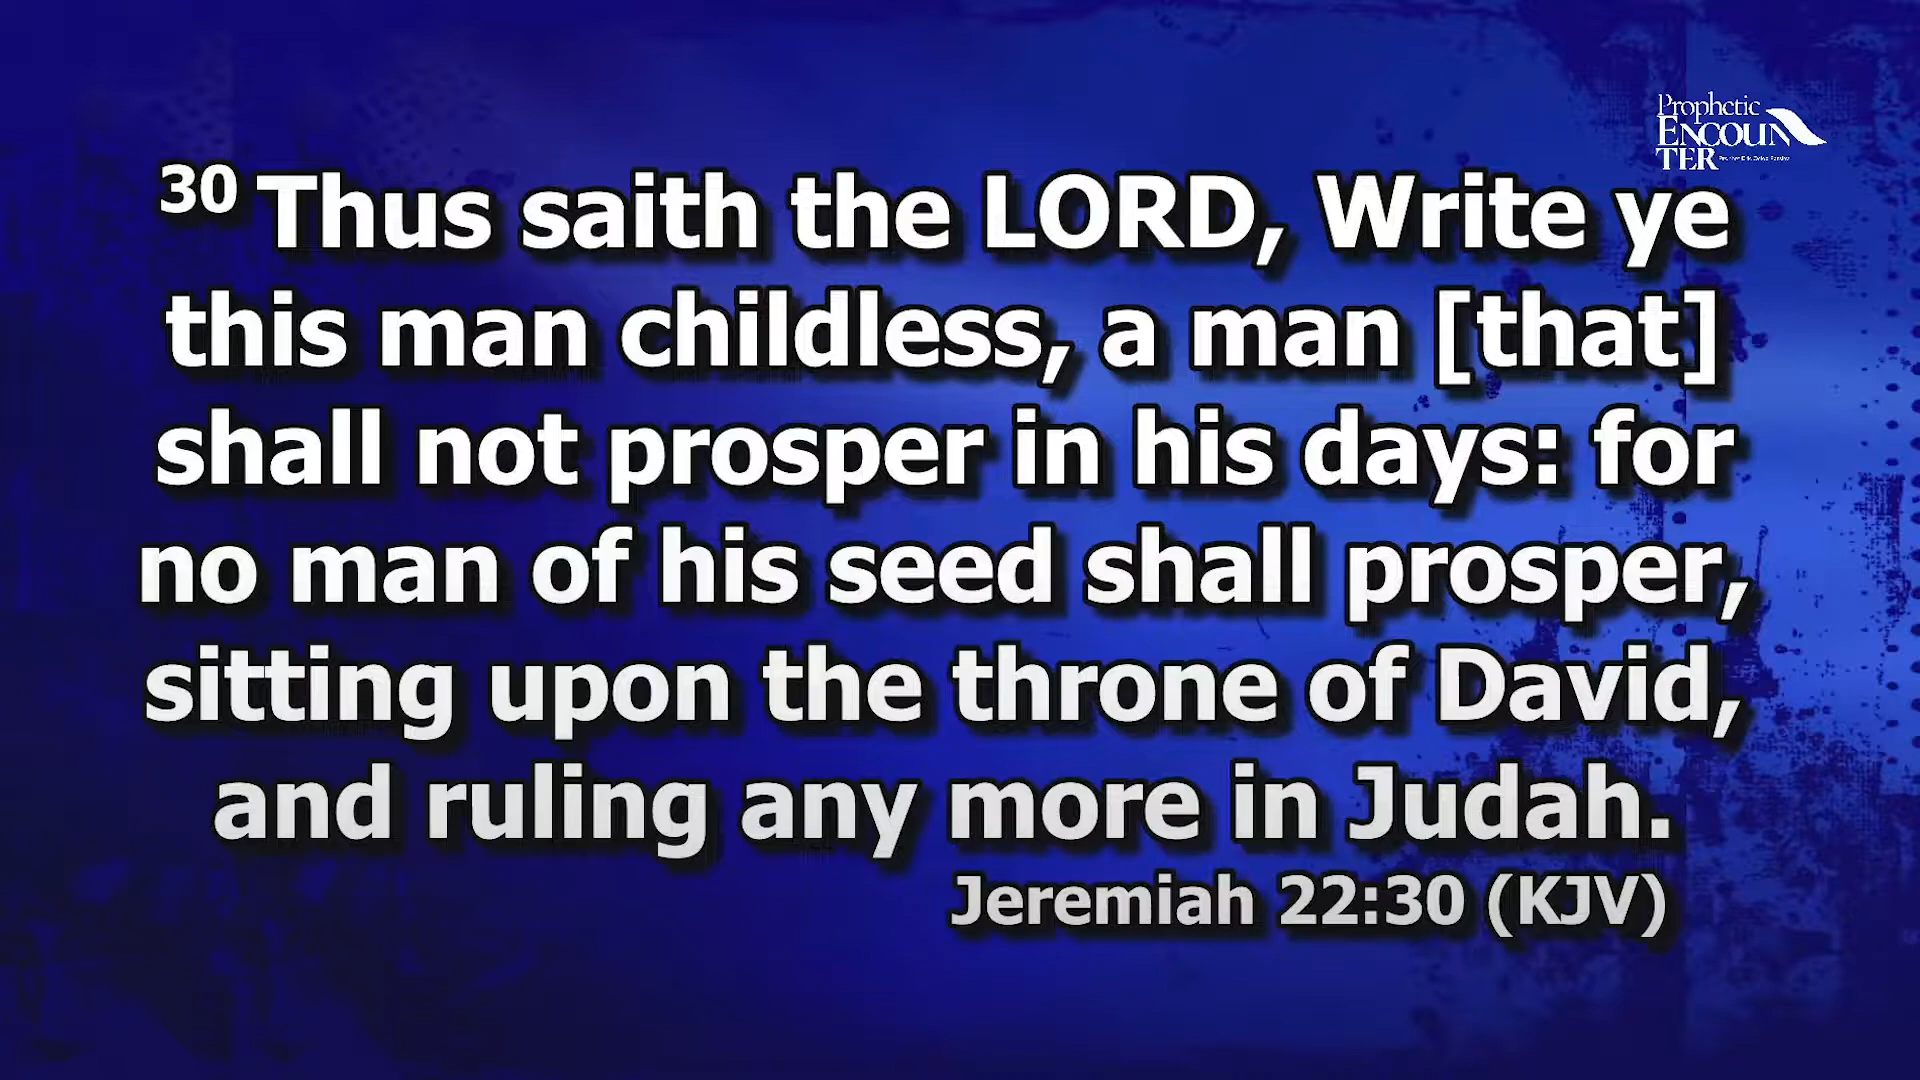 Prophetic
ENCOUN
TER
30 Thus saith the LORD, Write ye
this man childless, a man [that]
shall not prosper in his days: for
no man of his seed shall prosper,
sitting upon the throne of David,
and ruling any more in Judah.
Jeremiah 22:30 (KJV)